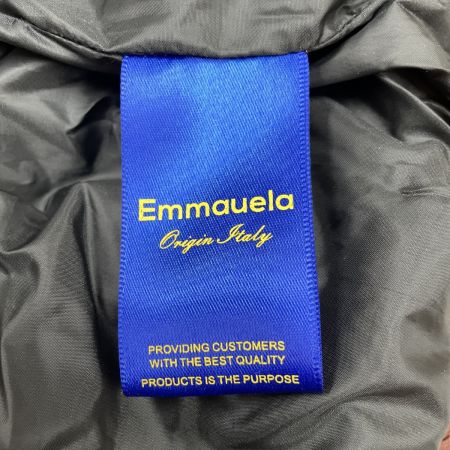 Emmauela
Origin Italy
PROVIDING CUSTOMERS
WITH THE BEST QUALITY
PRODUCTS IS THE PURPOSE